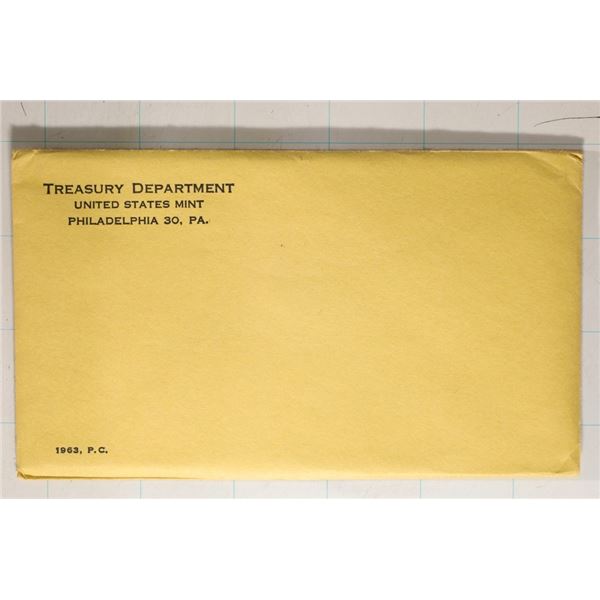 TREASURY DEPARTMENT
UNITED STATES MINT
PHILADELPHIA 30, PA.
1963, P.C.